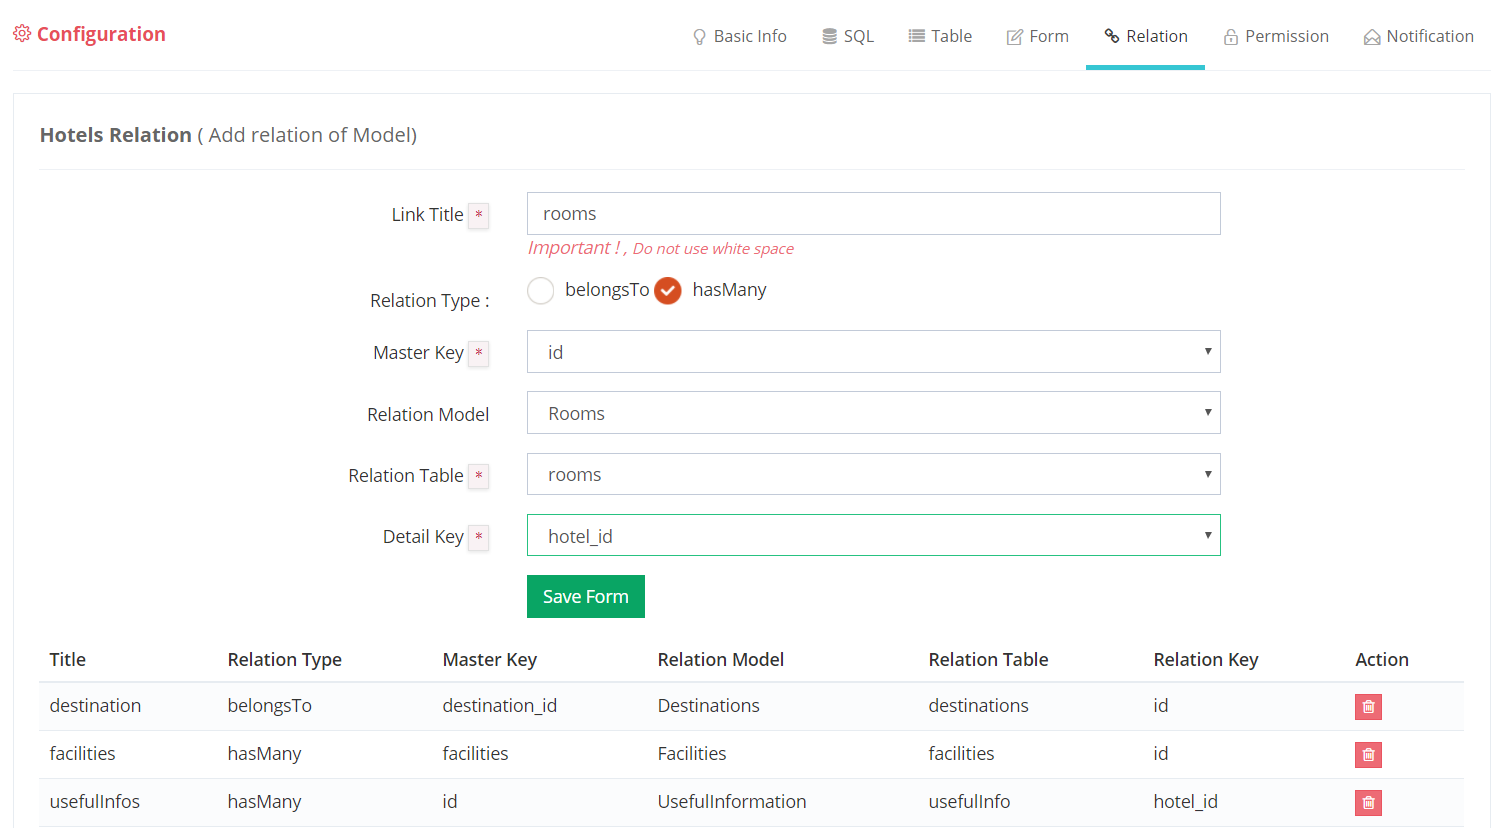 Configuration
Basic Info SQL Table Form Relation Permission Notification
Hotels Relation ( Add relation of Model)
Link Title * rooms
Important ! , Do not use white space
Relation Type : belongsTo hasMany
Master Key * id
Relation Model Rooms
Relation Table * rooms
Detail Key * hotel_id
Save Form
Title Relation Type Master Key Relation Model Relation Table Relation Key Action
destination belongsTo destination_id Destinations destinations id
facilities hasMany facilities Facilities facilities id
usefulInfos hasMany id UsefulInformation usefulInfo hotel_id